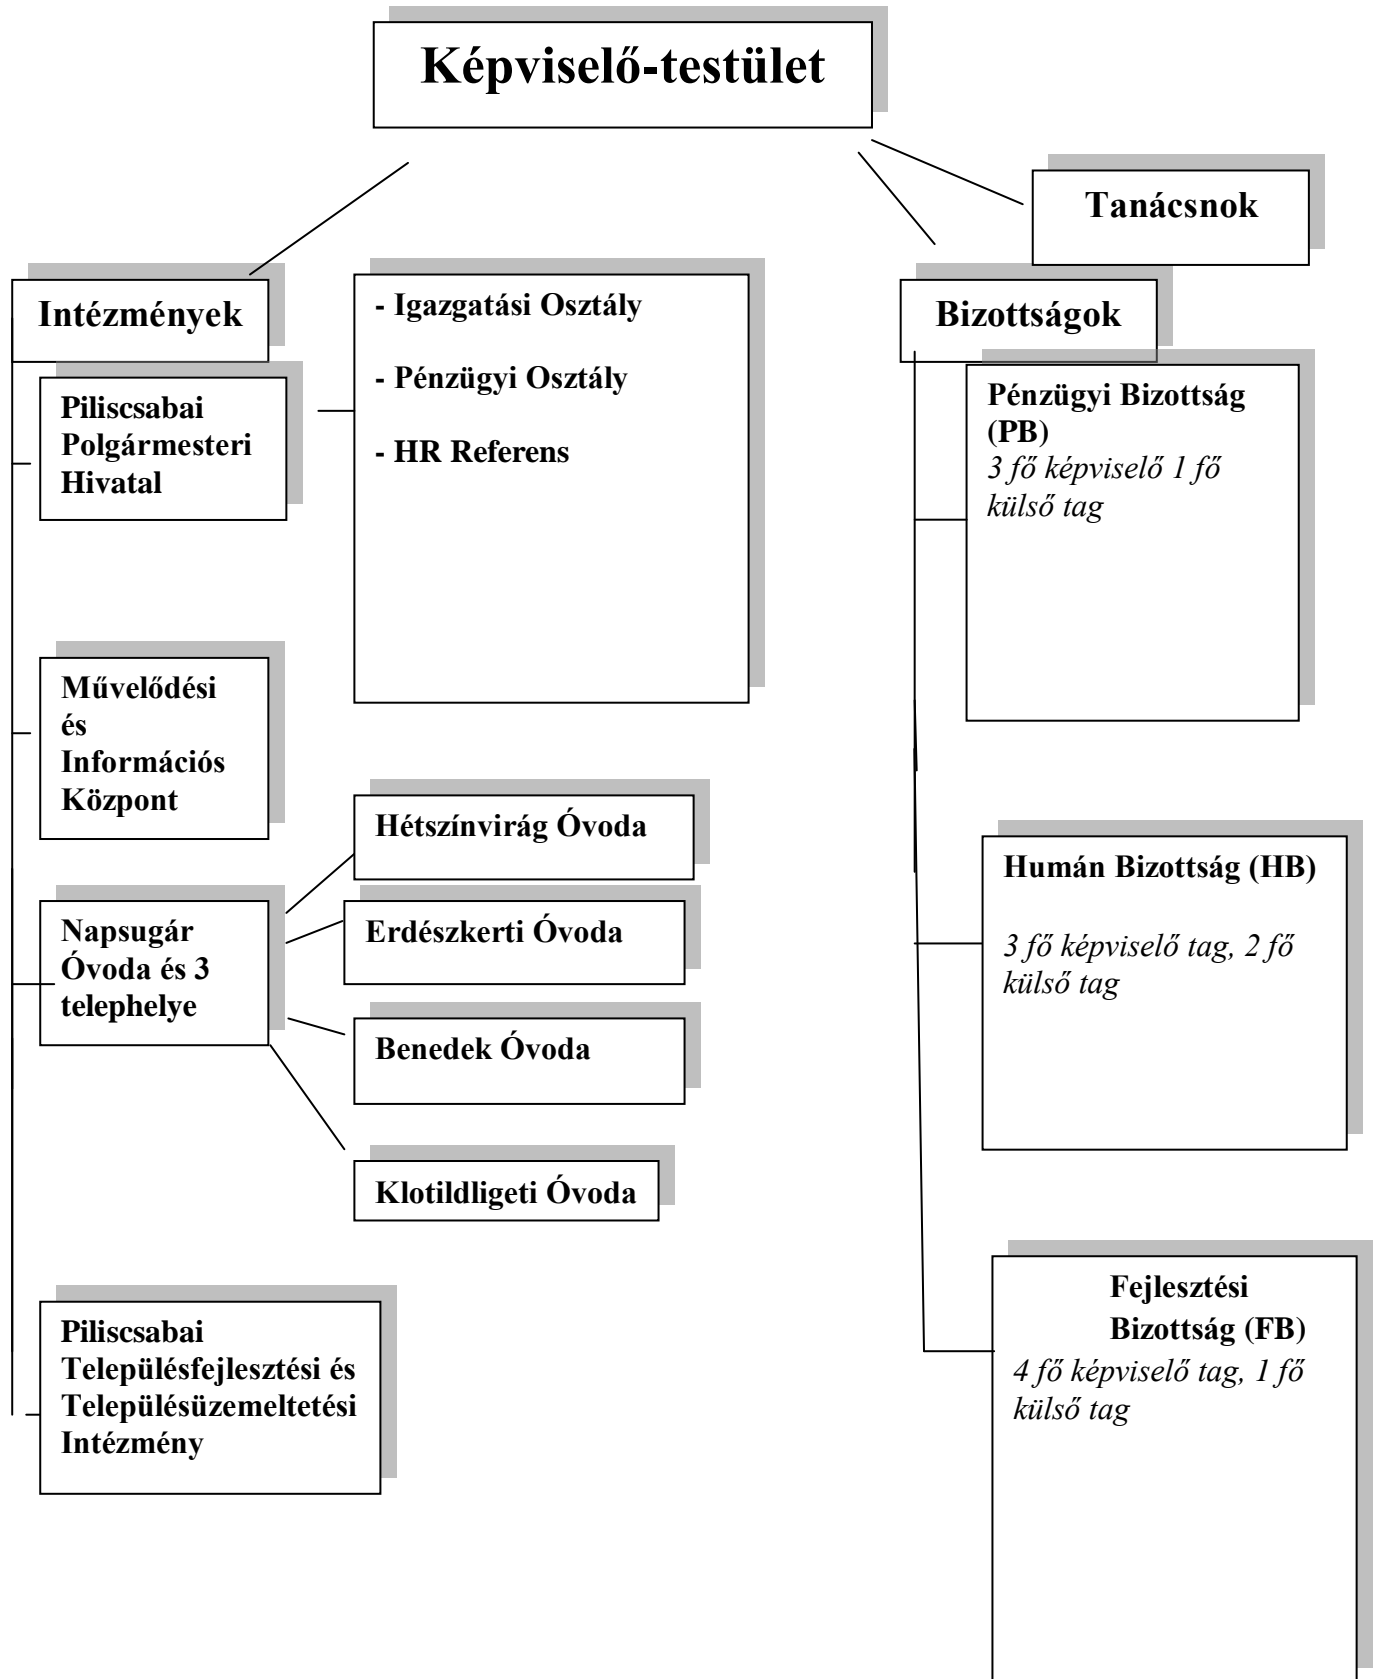 Képviselő-testület
Tanácsnok
Intézmények
Piliscsabai
Polgármesteri
Hivatal
- Igazgatási Osztály
- Pénzügyi Osztály
- HR Referens
Művelődési
és
Információs
Központ
Napsugár
Óvoda és 3
telephelye
Hétszínvirág Óvoda
Erdészkerti Óvoda
Benedek Óvoda
Klotildligeti Óvoda
Piliscsabai
Településfejlesztési és
Településüzemeltetési
Intézmény
Bizottságok
Pénzügyi Bizottság
(PB)
3 fő képviselő 1 fő
külső tag
Humán Bizottság (HB)
3 fő képviselő tag, 2 fő
külső tag
Fejlesztési
Bizottság (FB)
4 fő képviselő tag, 1 fő
külső tag